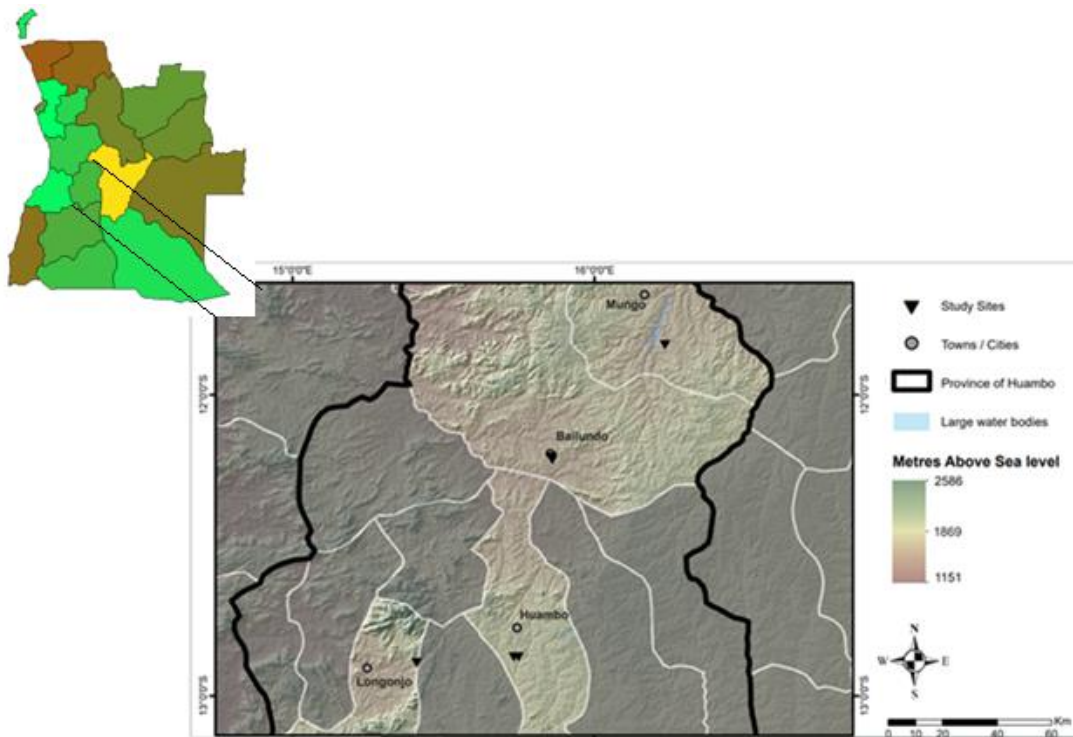 15°0'0"E
16°0'0"E
Mungo
Study Sites
Towns / Cities
12°0'0"S
12°0'0"S
Province of Huambo
Bailundo
Large water bodies
Metres Above Sea level
2586
1869
1151
Huambo
N
W
E
S
Longonjo
13°0'0"S
13°0'0"S
Km
0
10
20
40
60